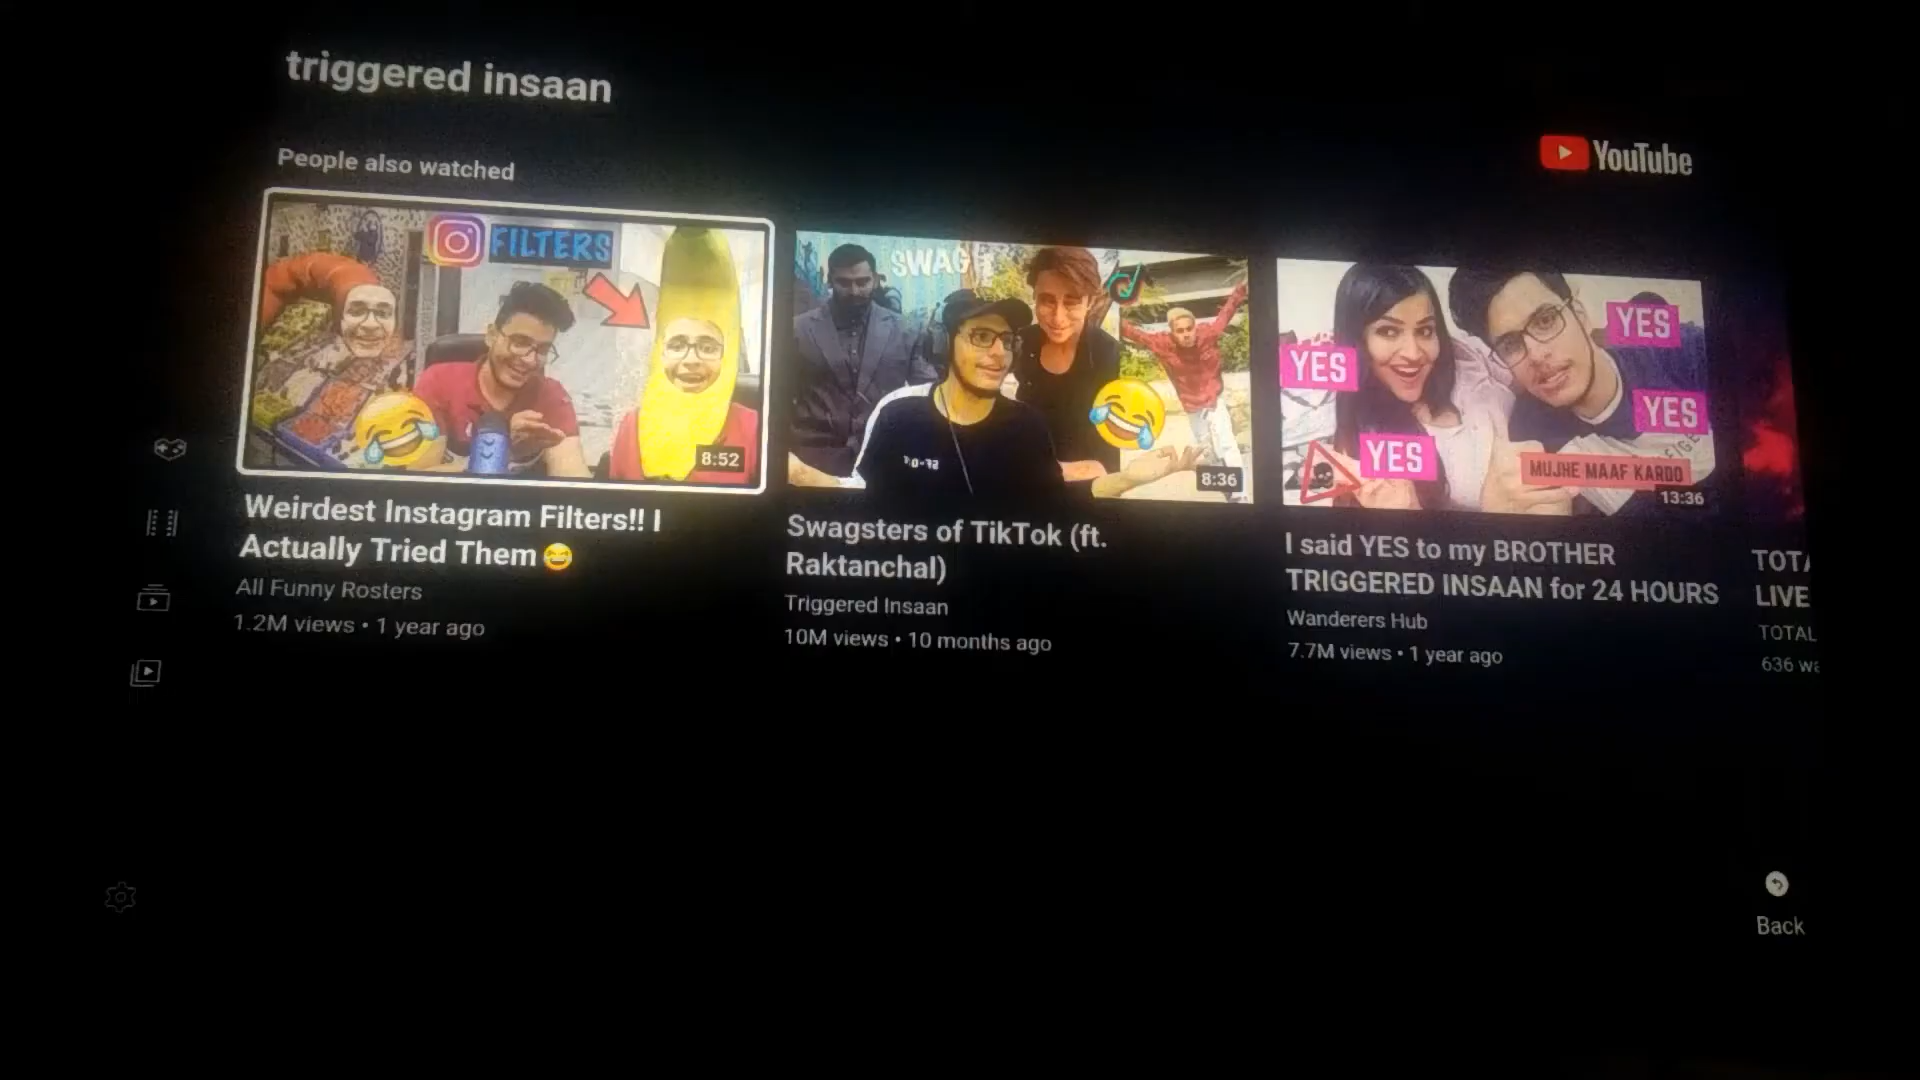 triggered insaan
YouTube
People also watched
FILTERS
8:52
Weirdest Instagram Filters!! I
Actually Tried Them 😂
All Funny Rosters
1.2M views • 1 year ago
SWAG
8:36
Swagsters of TikTok (ft.
Raktanchal)
Triggered Insaan
10M views • 10 months ago
YES
YES
YES
YES
MUJHE MAAF KARDO
13:36
I said YES to my BROTHER
TRIGGERED INSAAN for 24 HOURS
Wanderers Hub
7.7M views • 1 year ago
LIVE
TOTAL
636
Back